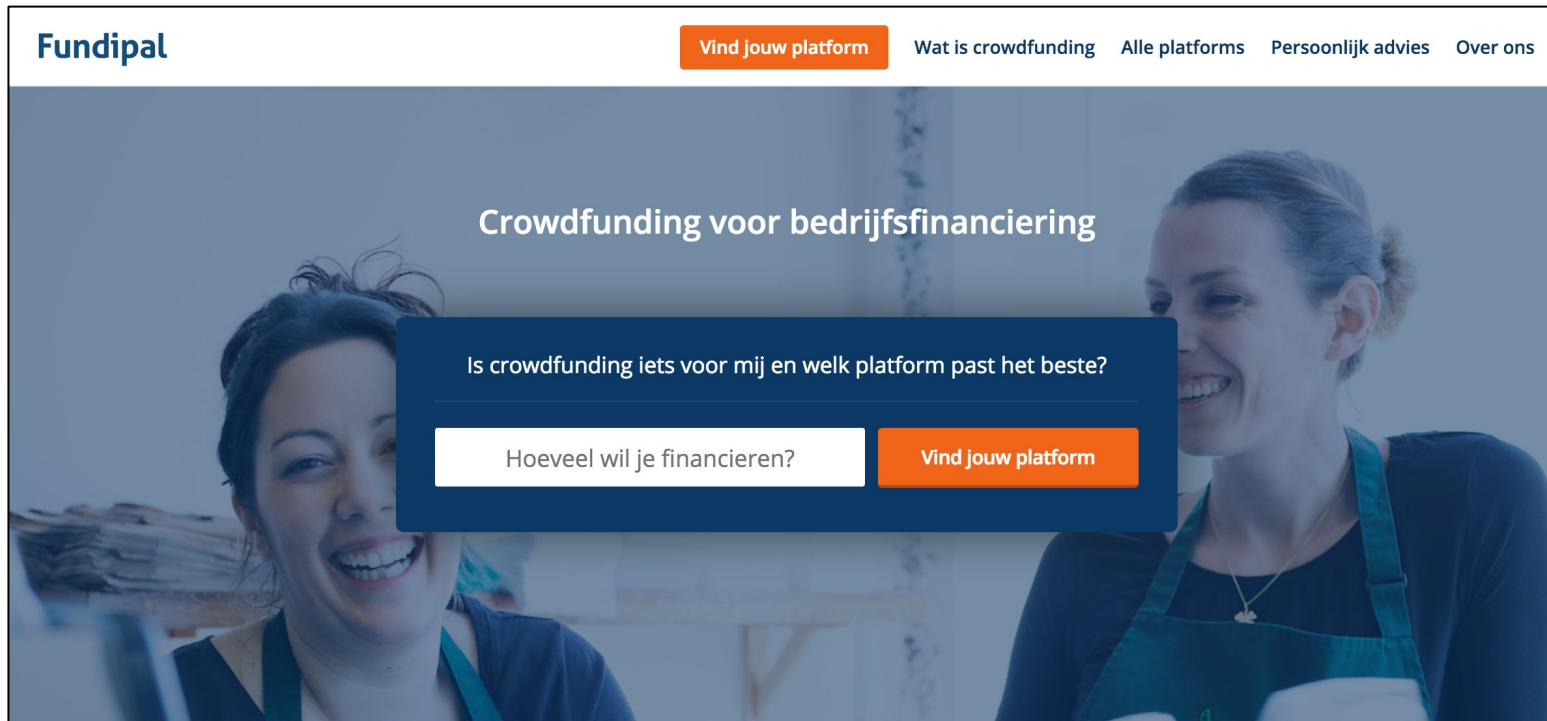 Fundipal
Vind jouw platform
Wat is crowdfunding
Alle platforms
Persoonlijk advies
Over ons
Crowdfunding voor bedrijfsfinanciering
Is crowdfunding iets voor mij en welk platform past het beste?
Hoeveel wil je financieren?
Vind jouw platform